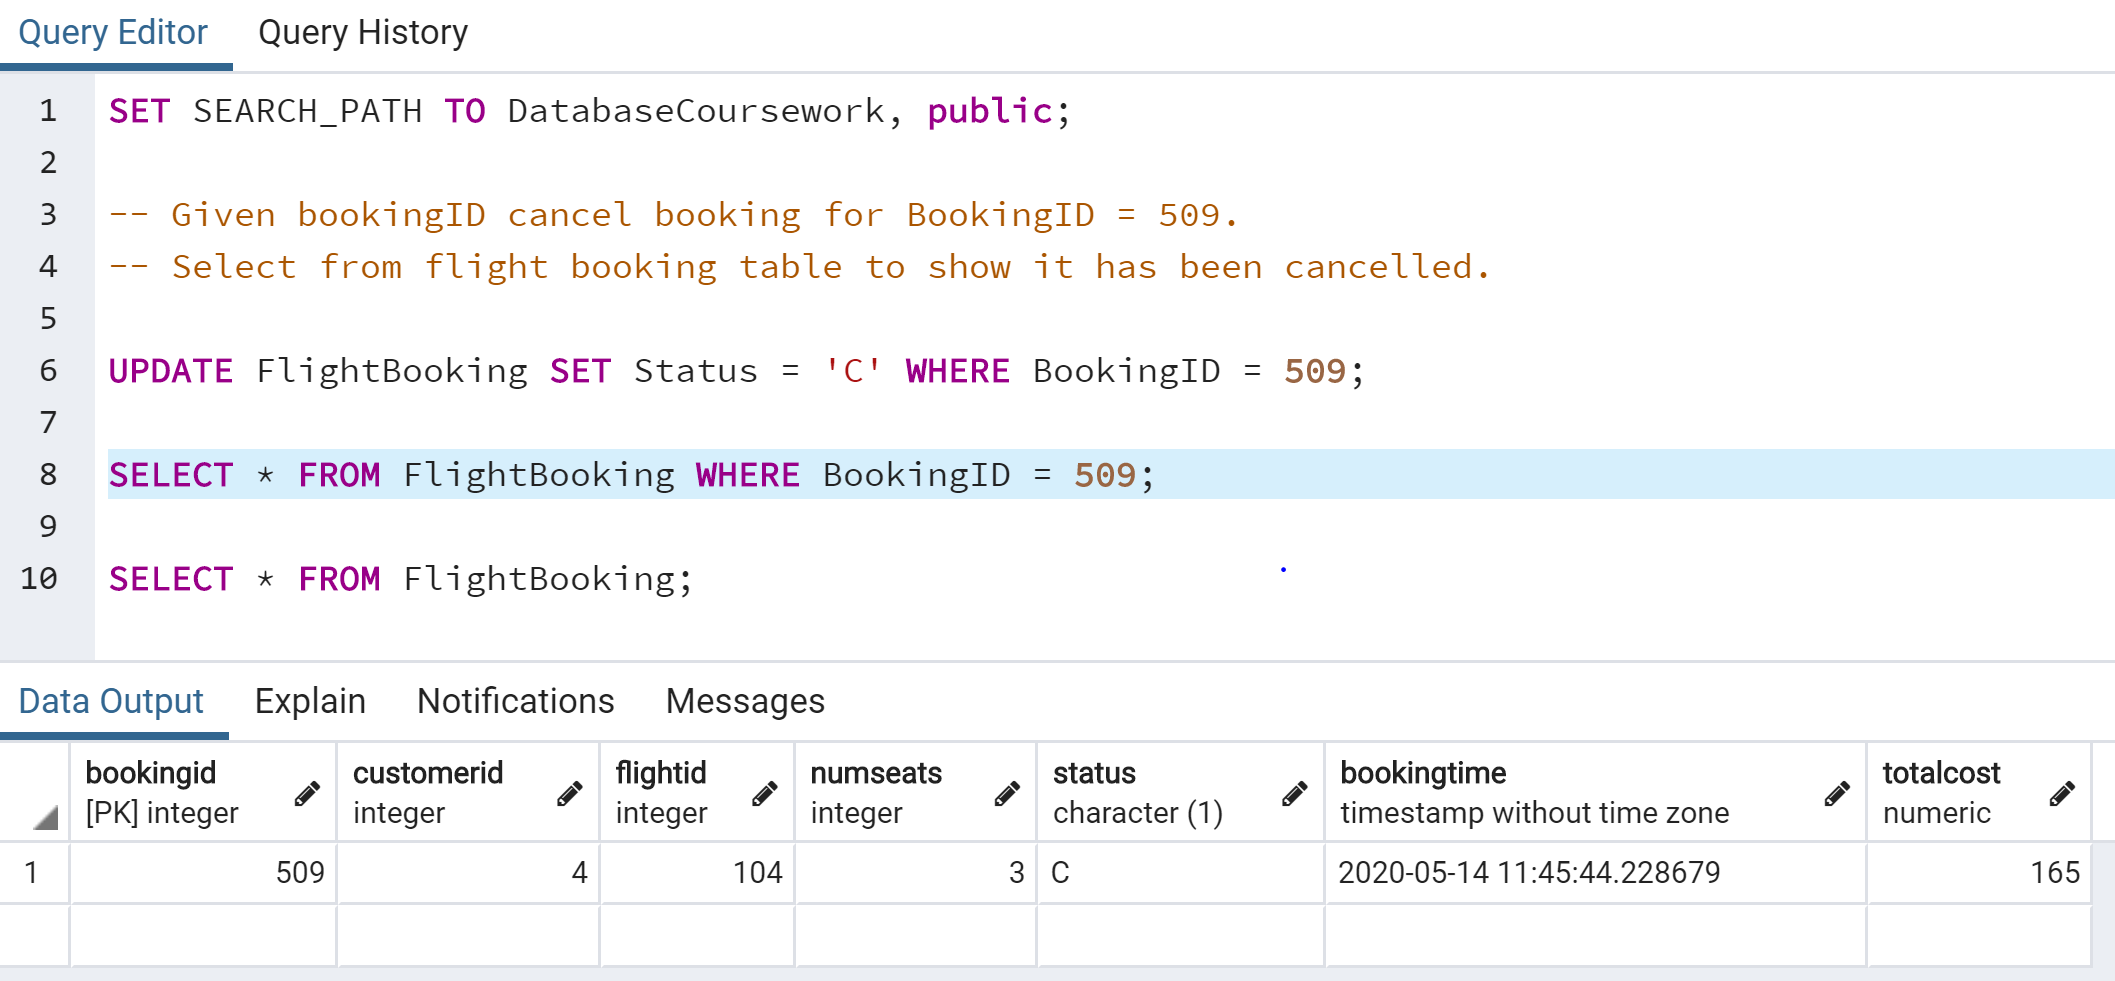 Query Editor Query History
1 SET SEARCH_PATH TO DatabaseCoursework, public;
2
3 -- Given bookingID cancel booking for BookingID = 509.
4 -- Select from flight booking table to show it has been cancelled.
5
6 UPDATE FlightBooking SET Status = 'C' WHERE BookingID = 509;
7
8 SELECT * FROM FlightBooking WHERE BookingID = 509;
9
10 SELECT * FROM FlightBooking;
Data Output Explain Notifications Messages
bookingid customerid flightid numseats status bookingtime totalcost
[PK] integer integer integer integer character (1) timestamp without time zone numeric
1 509 4 104 3 C 2020-05-14 11:45:44.228679 165